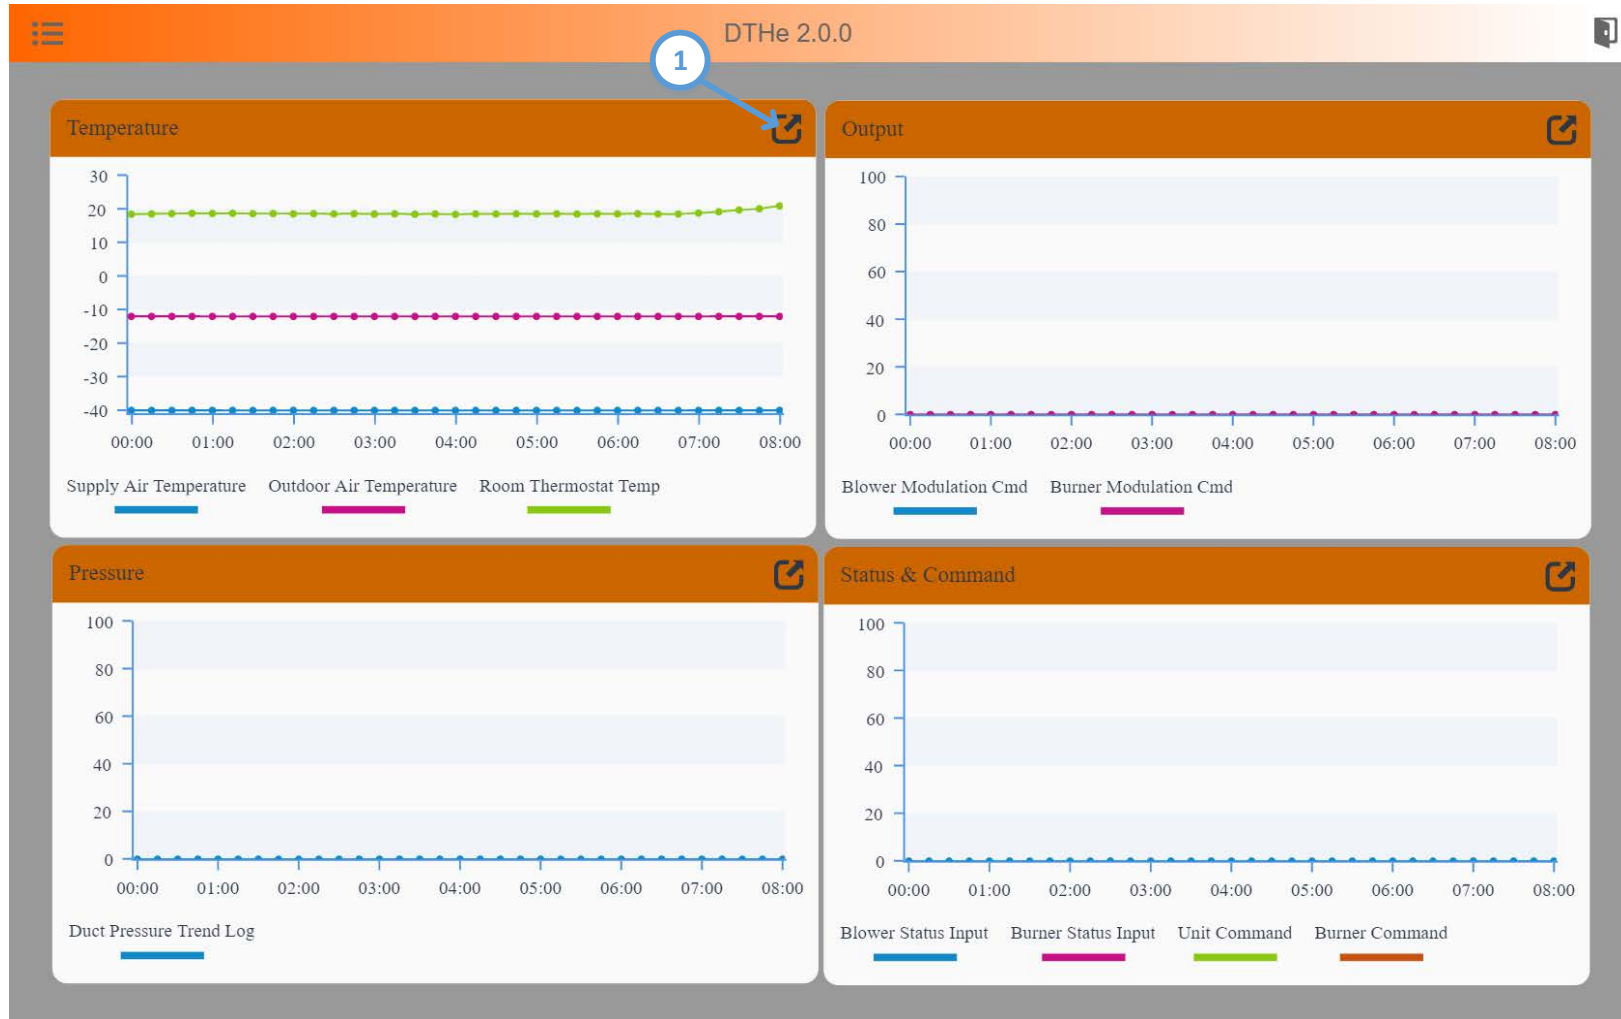 DTHe 2.0.0
1
Temperature
30
20
10
0
-10
-20
-30
-40
00:00 01:00 02:00 03:00 04:00 05:00 06:00 07:00 08:00
Supply Air Temperature Outdoor Air Temperature Room Thermostat Temp
Output
100
80
60
40
20
0
00:00 01:00 02:00 03:00 04:00 05:00 06:00 07:00 08:00
Blower Modulation Cmd Burner Modulation Cmd
Pressure
100
80
60
40
20
0
00:00 01:00 02:00 03:00 04:00 05:00 06:00 07:00 08:00
Duct Pressure Trend Log
Status & Command
100
80
60
40
20
0
00:00 01:00 02:00 03:00 04:00 05:00 06:00 07:00 08:00
Blower Status Input Burner Status Input Unit Command Burner Command